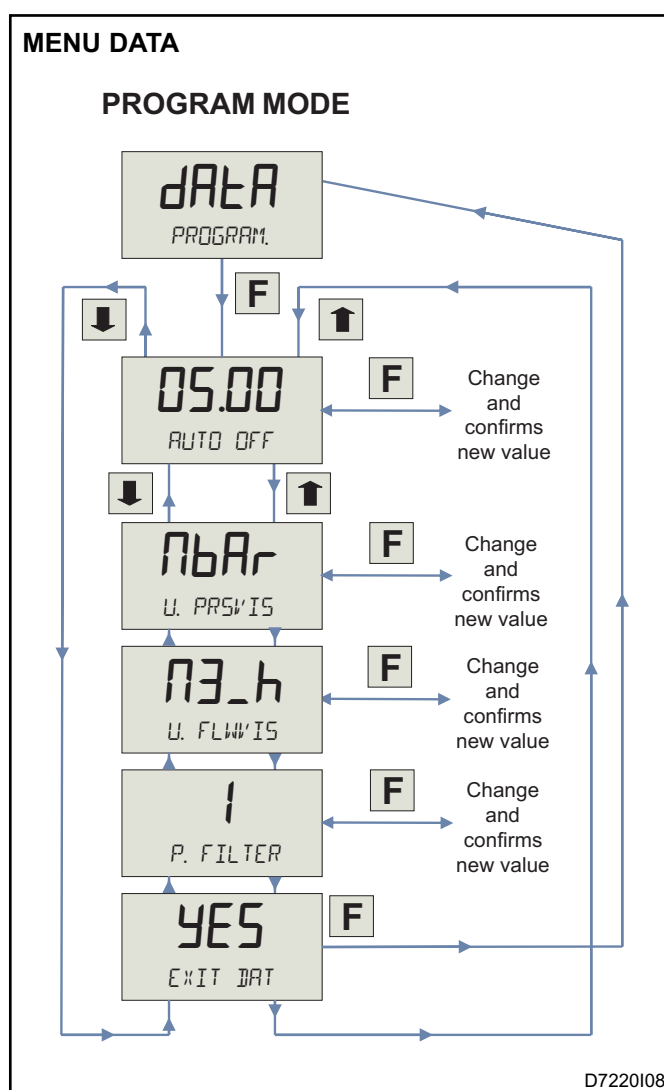 MENU DATA
PROGRAM MODE
dAtA
PROGRAM.
F
⬇
⬆
05.00
AUTO OFF
F
Change
and
confirms
new value
⬇
⬆
MbAr
U. PRSVIS
F
Change
and
confirms
new value
M3_h
U. FLWVIS
F
Change
and
confirms
new value
1
P. FILTER
F
Change
and
confirms
new value
YES
EXIT DAT
F
D7220I08